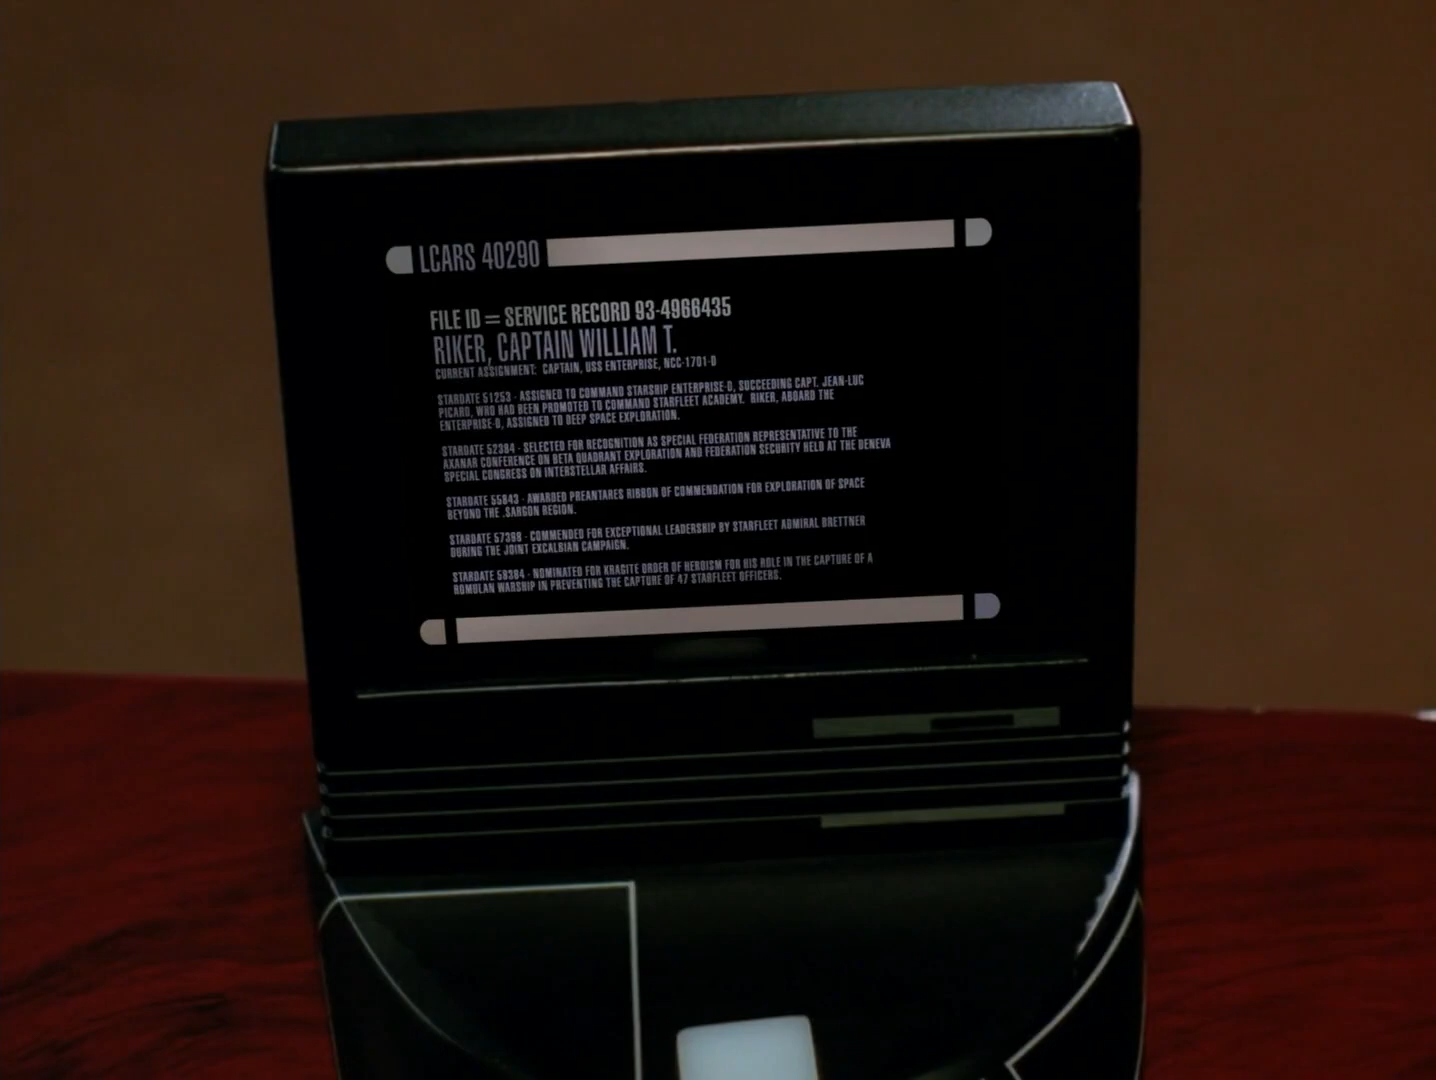 LCARS 40290
FILE ID = SERVICE RECORD 93-4966435
RIKER, CAPTAIN WILLIAM T.
CURRENT ASSIGNMENT: CAPTAIN, USS ENTERPRISE, NCC-1701-D
STARDATE 51253 - ASSIGNED TO COMMAND STARSHIP ENTERPRISE-D, SUCCEEDING CAPT. JEAN-LUC
PICARD, WHO HAD BEEN PROMOTED TO COMMAND STARFLEET ACADEMY. RIKER, ABOARD THE
ENTERPRISE-D, ASSIGNED TO DEEP SPACE EXPLORATION.
STARDATE 52384 - SELECTED FOR RECOGNITION AS SPECIAL FEDERATION REPRESENTATIVE TO THE
AXANAR CONFERENCE ON BETA QUADRANT EXPLORATION AND FEDERATION SECURITY HELD AT THE DENEVA
SPECIAL CONGRESS ON INTERSTELLAR AFFAIRS.
STARDATE 55843 - AWARDED PREANTARES RIBBON OF COMMENDATION FOR EXPLORATION OF SPACE
BEYOND THE .SARGON REGION.
STARDATE 57388 - COMMENDED FOR EXCEPTIONAL LEADERSHIP BY STARFLEET ADMIRAL BRETTNER
DURING THE JOINT EXCALBIAN CAMPAIGN.
STARDATE 58384 - NOMINATED FOR KRAGITE ORDER OF HEROISM FOR HIS ROLE IN THE CAPTURE OF A
ROMULAN WARSHIP IN PREVENTING THE CAPTURE OF 47 STARFLEET OFFICERS.